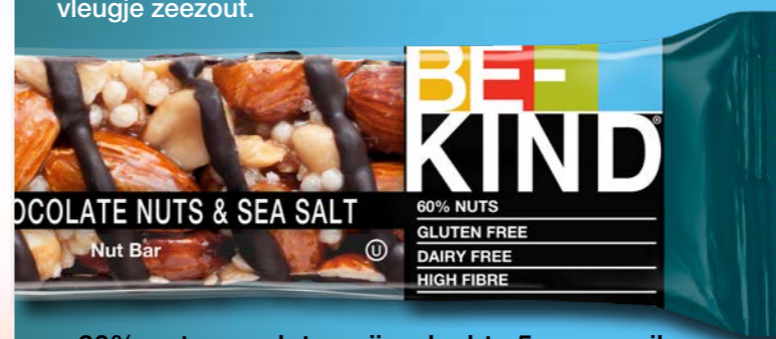 vleugje zeezout.
BE-
KIND®
OCOLATE NUTS & SEA SALT
Nut Bar
U
60% NUTS
GLUTEN FREE
DAIRY FREE
HIGH FIBRE